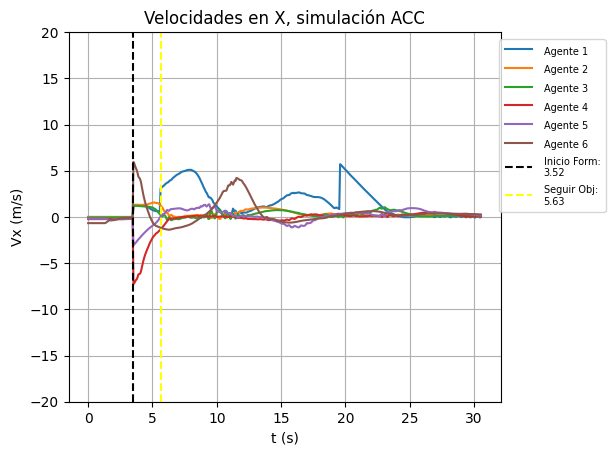 Velocidades en X, simulación ACC
Vx (m/s)
20
15
10
5
0
−5
−10
−15
−20
0
5
10
15
20
25
30
t (s)
Agente 1
Agente 2
Agente 3
Agente 4
Agente 5
Agente 6
Inicio Form:
3.52
Seguir Obj:
5.63